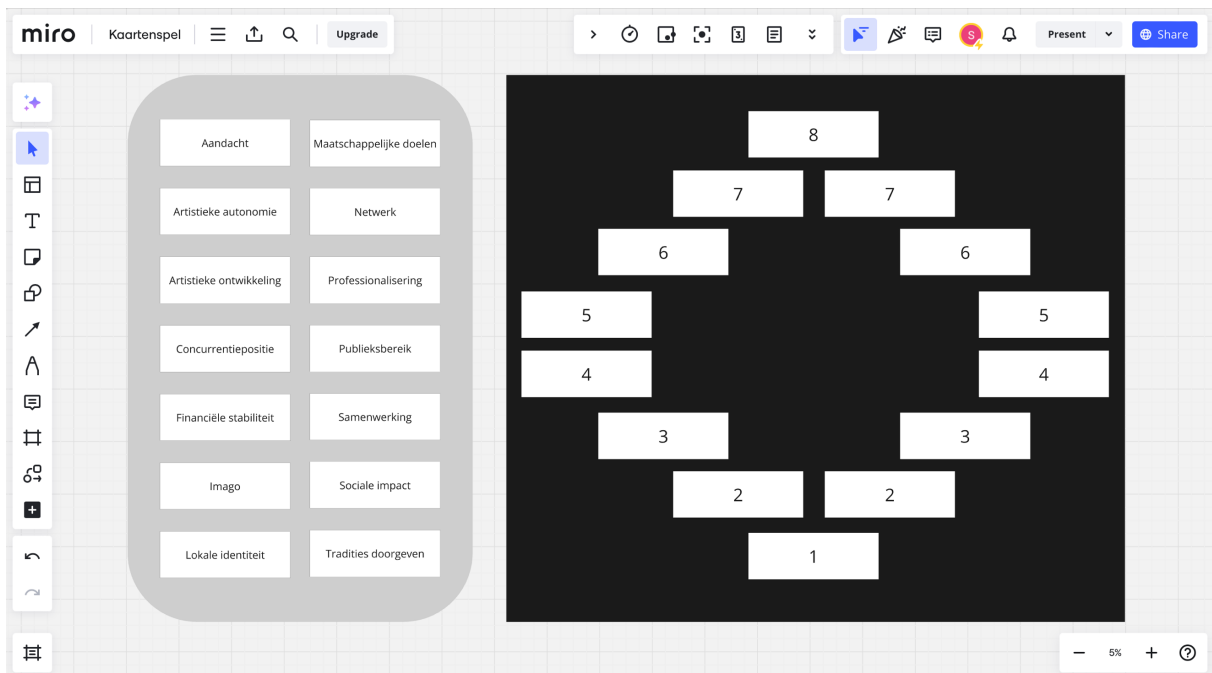 miro
Kaartenspel
Upgrade
3
S
Present
Share
Aandacht
Maatschappelijke doelen
Artistieke autonomie
Netwerk
Artistieke ontwikkeling
Professionalisering
Concurrentiepositie
Publieksbereik
Financiële stabiliteit
Samenwerking
Imago
Sociale impact
Lokale identiteit
Tradities doorgeven
8
7 7
6 6
5 5
4 4
3 3
2 2
1
5%